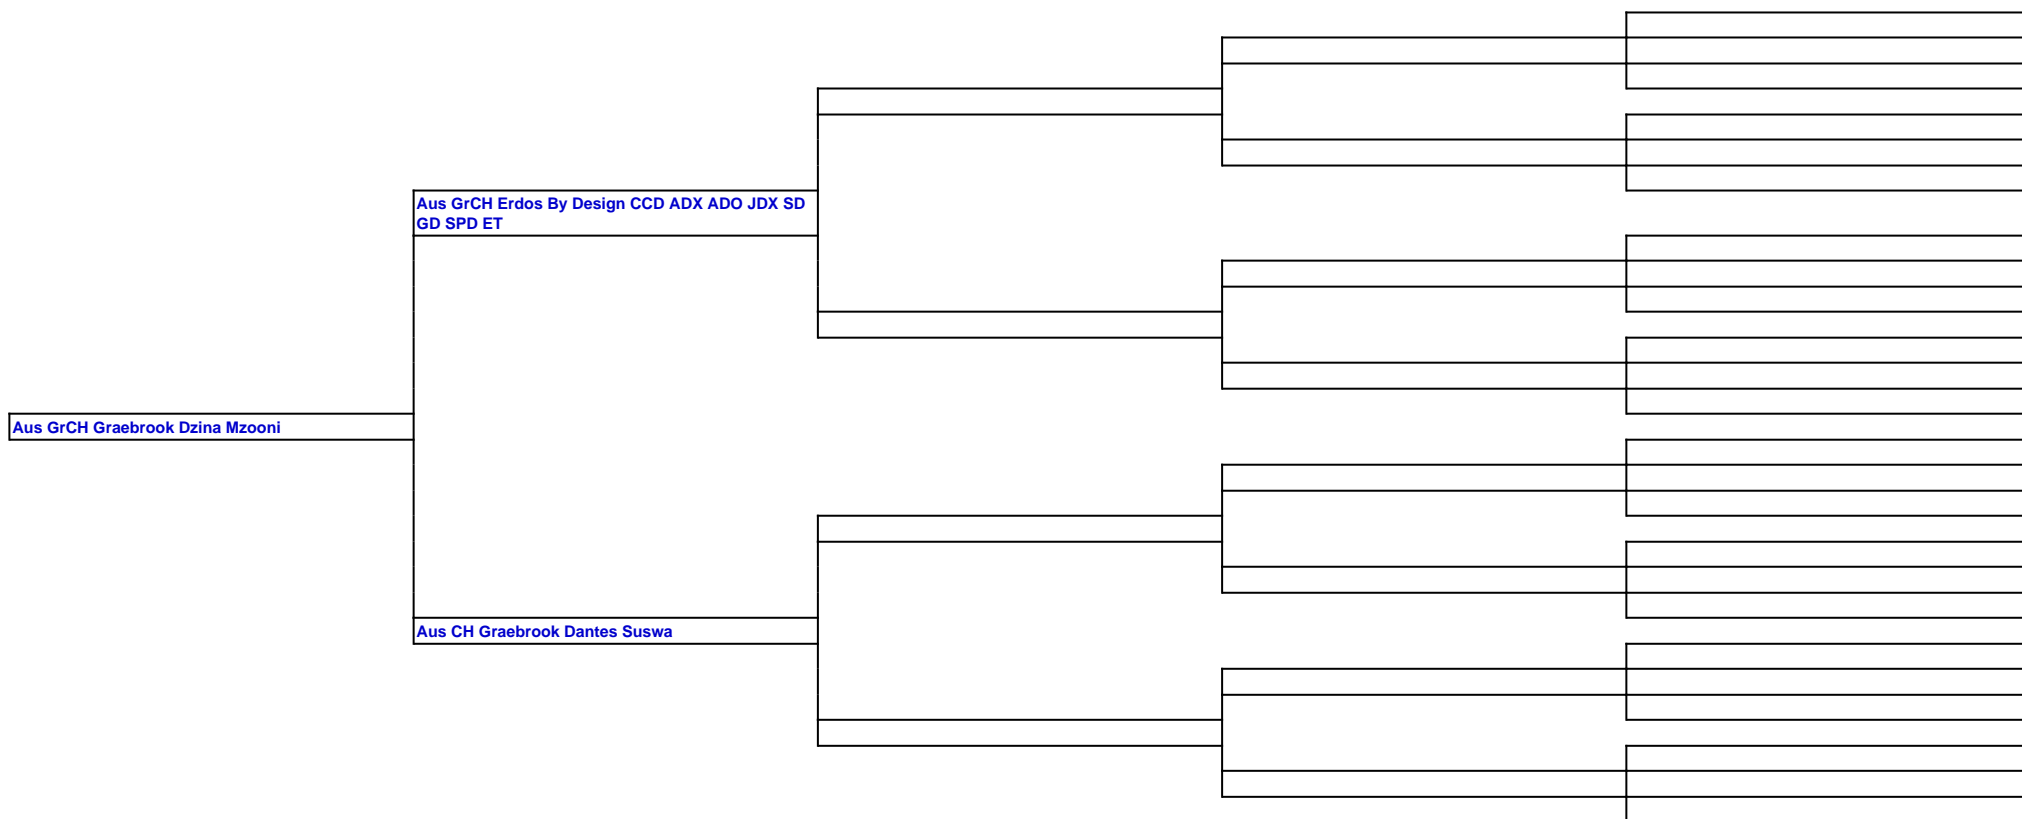 Aus GrCH Erdos By Design CCD ADX ADO JDX SD
GD SPD ET
Aus GrCH Graebrook Dzina Mzooni
Aus CH Graebrook Dantes Suswa